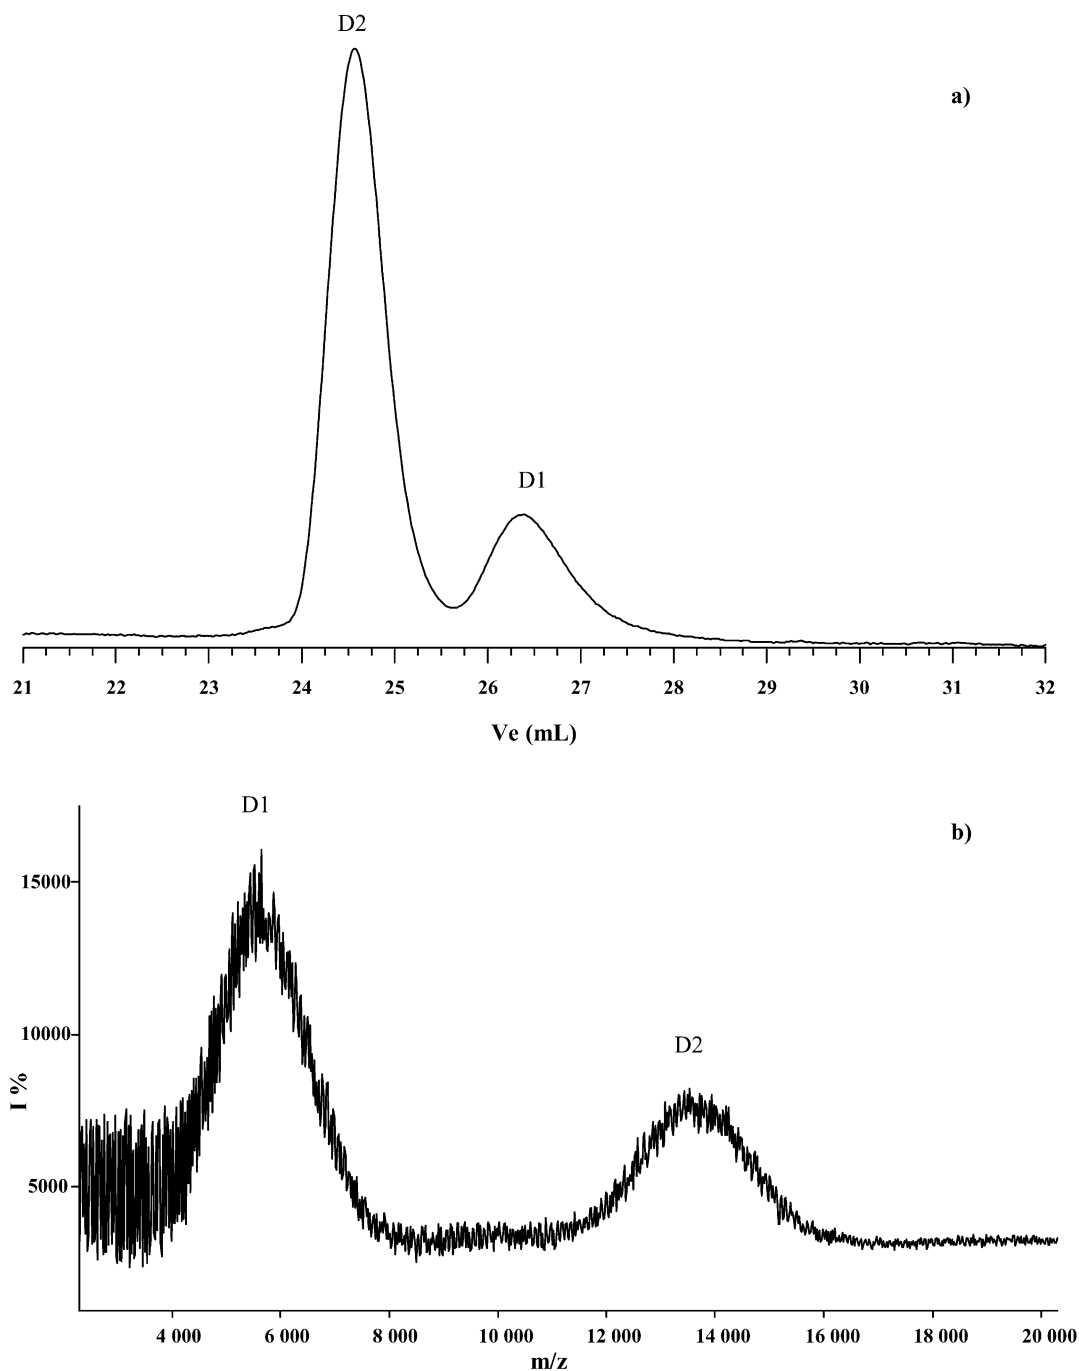 D2
a)
D1
21 22 23 24 25 26 27 28 29 30 31 32
Ve (mL)
D1
b)
15000
D2
10000
I %
5000
4 000 6 000 8 000 10 000 12 000 14 000 16 000 18 000 20 000
m/z